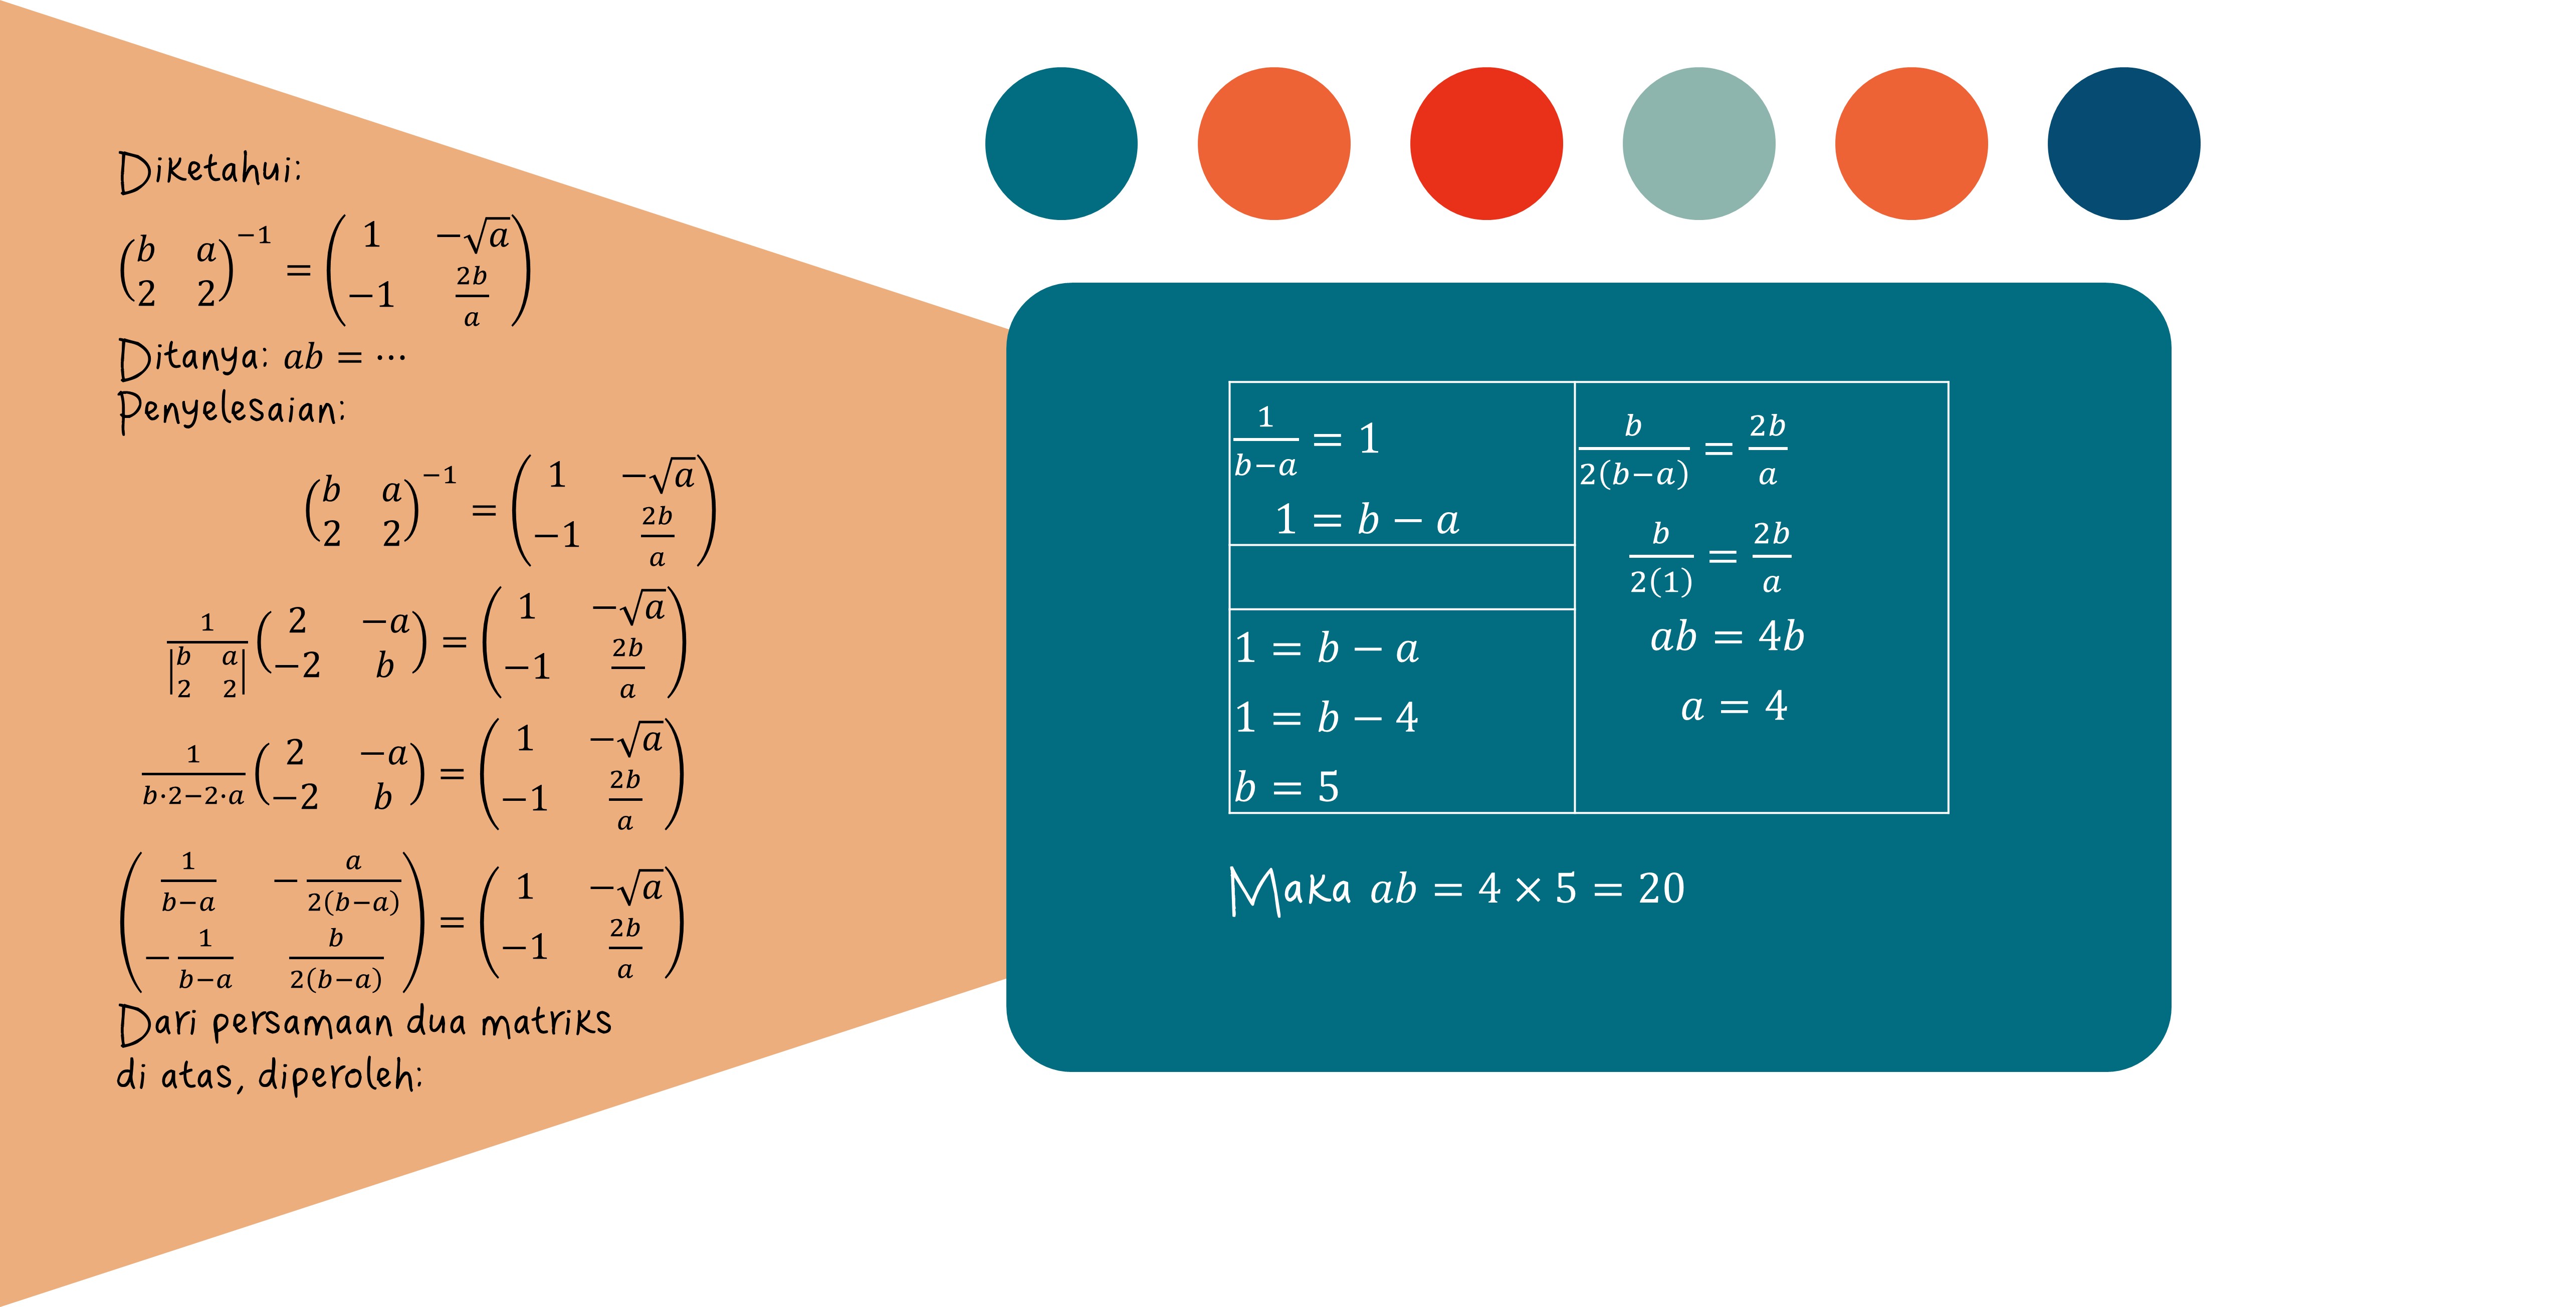 Diketahui:
$\begin{pmatrix} b & a \\ 2 & 2 \end{pmatrix}^{-1} = \begin{pmatrix} 1 & -\sqrt{a} \\ -1 & \frac{2b}{a} \end{pmatrix}$
Ditanya: $ab = \cdots$
Penyelesaian:
$\begin{pmatrix} b & a \\ 2 & 2 \end{pmatrix}^{-1} = \begin{pmatrix} 1 & -\sqrt{a} \\ -1 & \frac{2b}{a} \end{pmatrix}$
$\frac{1}{\begin{vmatrix} b & a \\ 2 & 2 \end{vmatrix}} \begin{pmatrix} 2 & -a \\ -2 & b \end{pmatrix} = \begin{pmatrix} 1 & -\sqrt{a} \\ -1 & \frac{2b}{a} \end{pmatrix}$
$\frac{1}{b \cdot 2 - 2 \cdot a} \begin{pmatrix} 2 & -a \\ -2 & b \end{pmatrix} = \begin{pmatrix} 1 & -\sqrt{a} \\ -1 & \frac{2b}{a} \end{pmatrix}$
$\begin{pmatrix} \frac{1}{b-a} & -\frac{a}{2(b-a)} \\ -\frac{1}{b-a} & \frac{b}{2(b-a)} \end{pmatrix} = \begin{pmatrix} 1 & -\sqrt{a} \\ -1 & \frac{2b}{a} \end{pmatrix}$
Dari persamaan dua matriks
di atas, diperoleh:
$\frac{1}{b-a} = 1$
$1 = b - a$
$1 = b - a$
$1 = b - 4$
$b = 5$
$\frac{b}{2(b-a)} = \frac{2b}{a}$
$\frac{b}{2(1)} = \frac{2b}{a}$
$ab = 4b$
$a = 4$
Maka $ab = 4 \times 5 = 20$